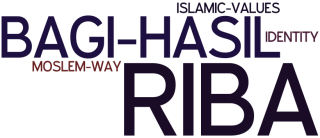 ISLAMIC-VALUES
BAGI-HASIL
IDENTITY
MOSLEM-WAY
RIBA